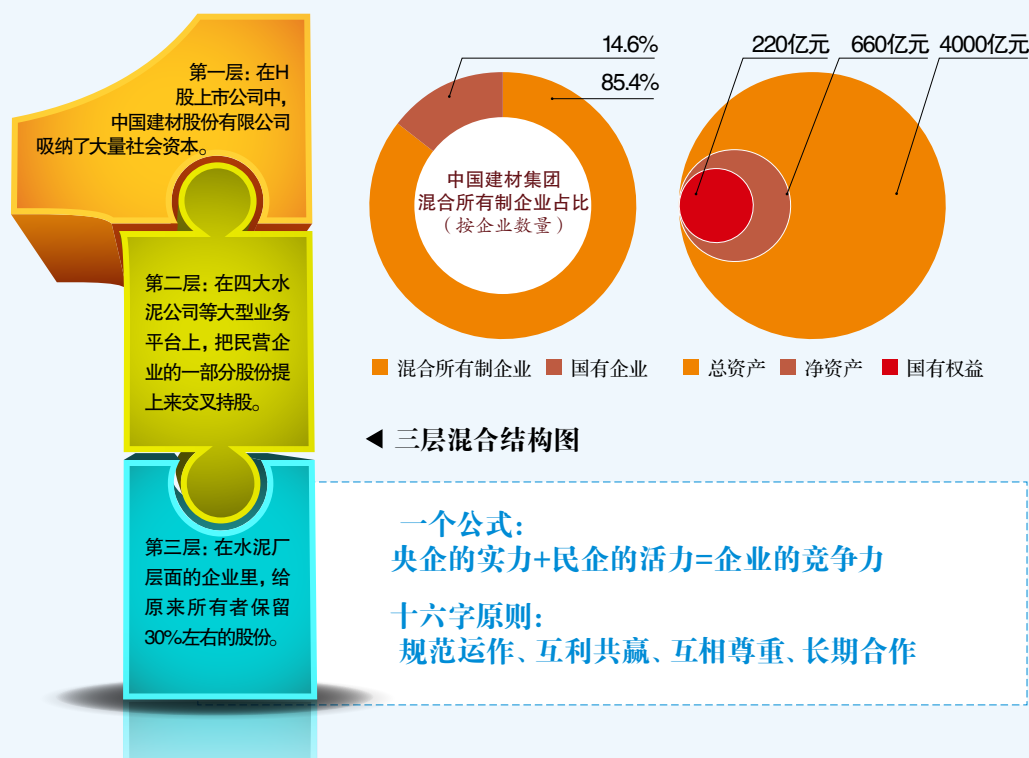 第一层：在H
股上市公司中，
中国建材股份有限公司
吸纳了大量社会资本。
第二层：在四大水
泥公司等大型业务
平台上，把民营企
业的一部分股份提
上来交叉持股。
第三层：在水泥厂
层面的企业里，给
原来所有者保留
30%左右的股份。
14.6%
85.4%
中国建材集团
混合所有制企业占比
（按企业数量）
混合所有制企业 国有企业
220亿元 660亿元 4000亿元
总资产 净资产 国有权益
三层混合结构图
一个公式：
央企的实力+民企的活力=企业的竞争力
十六字原则：
规范运作、互利共赢、互相尊重、长期合作